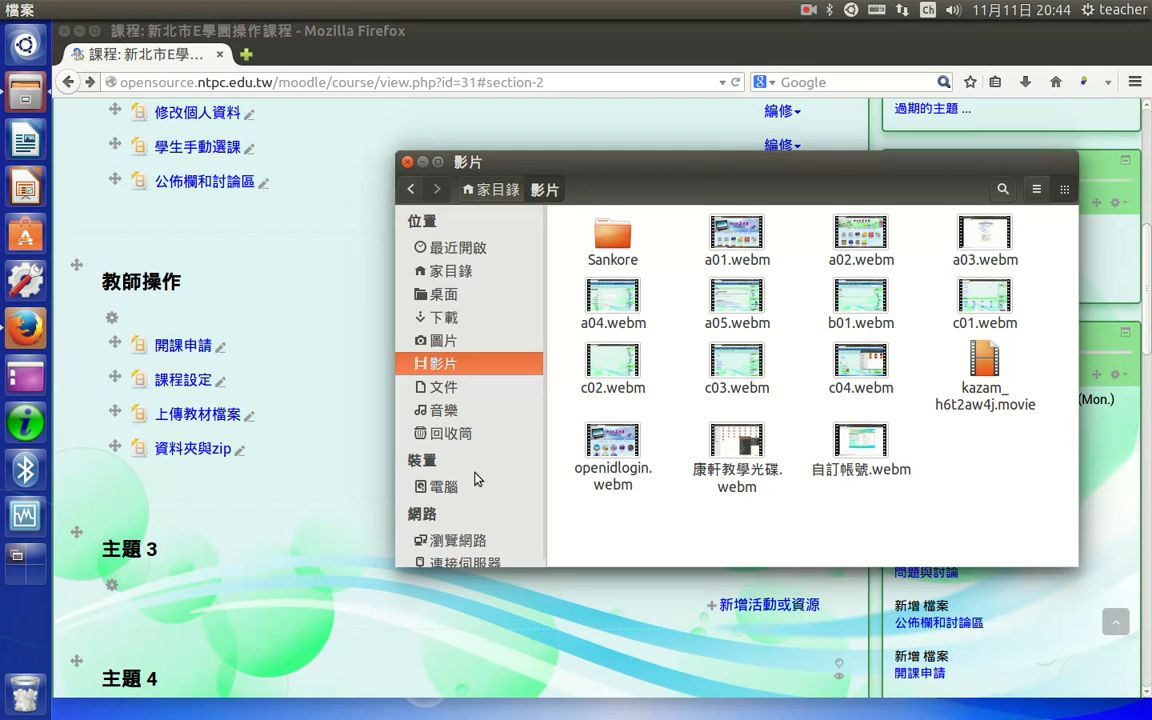 檔案
Ch
11月11日 20:44
teacher
課程: 新北市E學園操作課程 - Mozilla Firefox
課程: 新北市E學...
opensource.ntpc.edu.tw/moodle/course/view.php?id=31#section-2
Google
修改個人資料
編修
學生手動選課
編修
公佈欄和討論區
過期的主題 ...
教師操作
開課申請
課程設定
上傳教材檔案
資料夾與zip
主題 3
新增活動或資源
主題 4
(Mon.)
問題與討論
新增 檔案
公佈欄和討論區
新增 檔案
開課申請
影片
家目錄
影片
位置
最近開啟
家目錄
桌面
下載
圖片
影片
文件
音樂
回收筒
裝置
電腦
網路
瀏覽網路
連接伺服器
Sankore
a01.webm
a02.webm
a03.webm
a04.webm
a05.webm
b01.webm
c01.webm
c02.webm
c03.webm
c04.webm
kazam_
h6t2aw4j.movie
openidlogin.
webm
康軒教學光碟.
webm
自訂帳號.webm